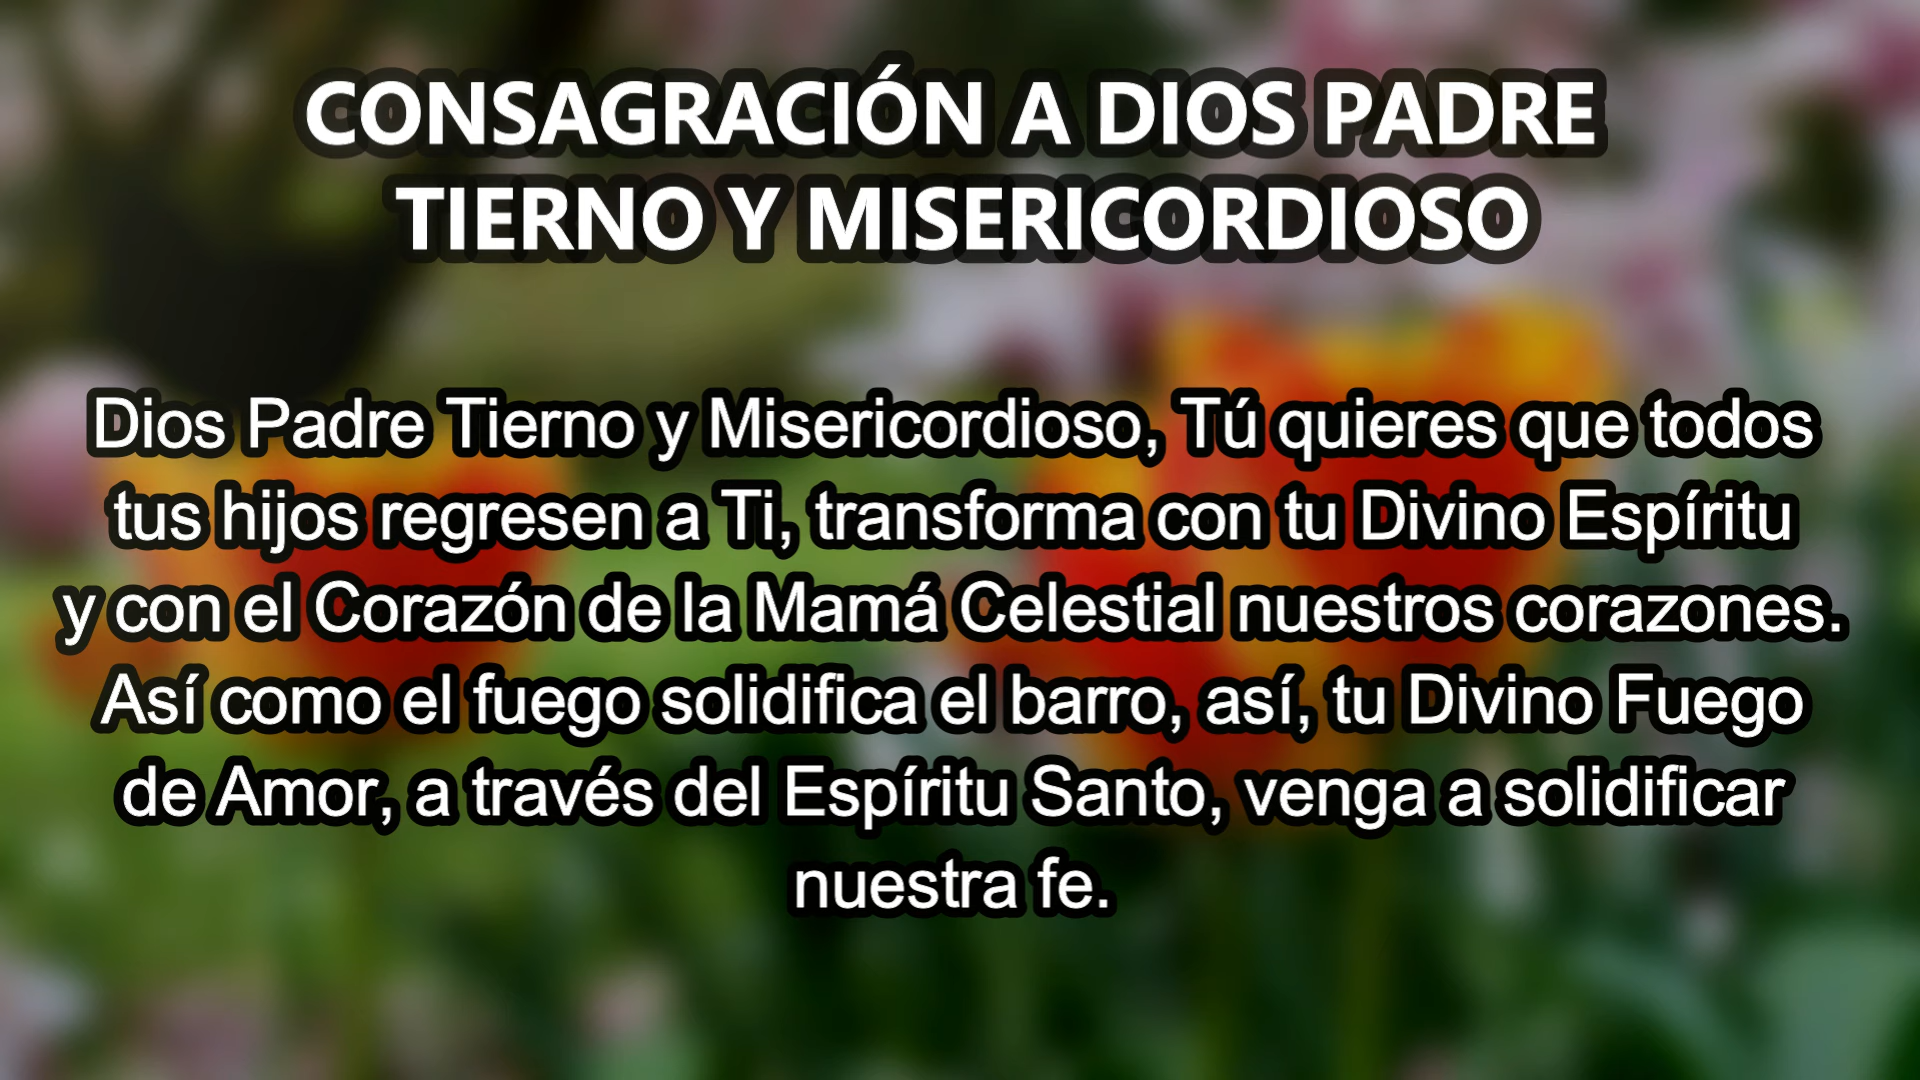 CONSAGRACIÓN A DIOS PADRE
TIERNO Y MISERICORDIOSO
Dios Padre Tierno y Misericordioso, Tú quieres que todos
tus hijos regresen a Ti, transforma con tu Divino Espíritu
y con el Corazón de la Mamá Celestial nuestros corazones.
Así como el fuego solidifica el barro, así, tu Divino Fuego
de Amor, a través del Espíritu Santo, venga a solidificar
nuestra fe.